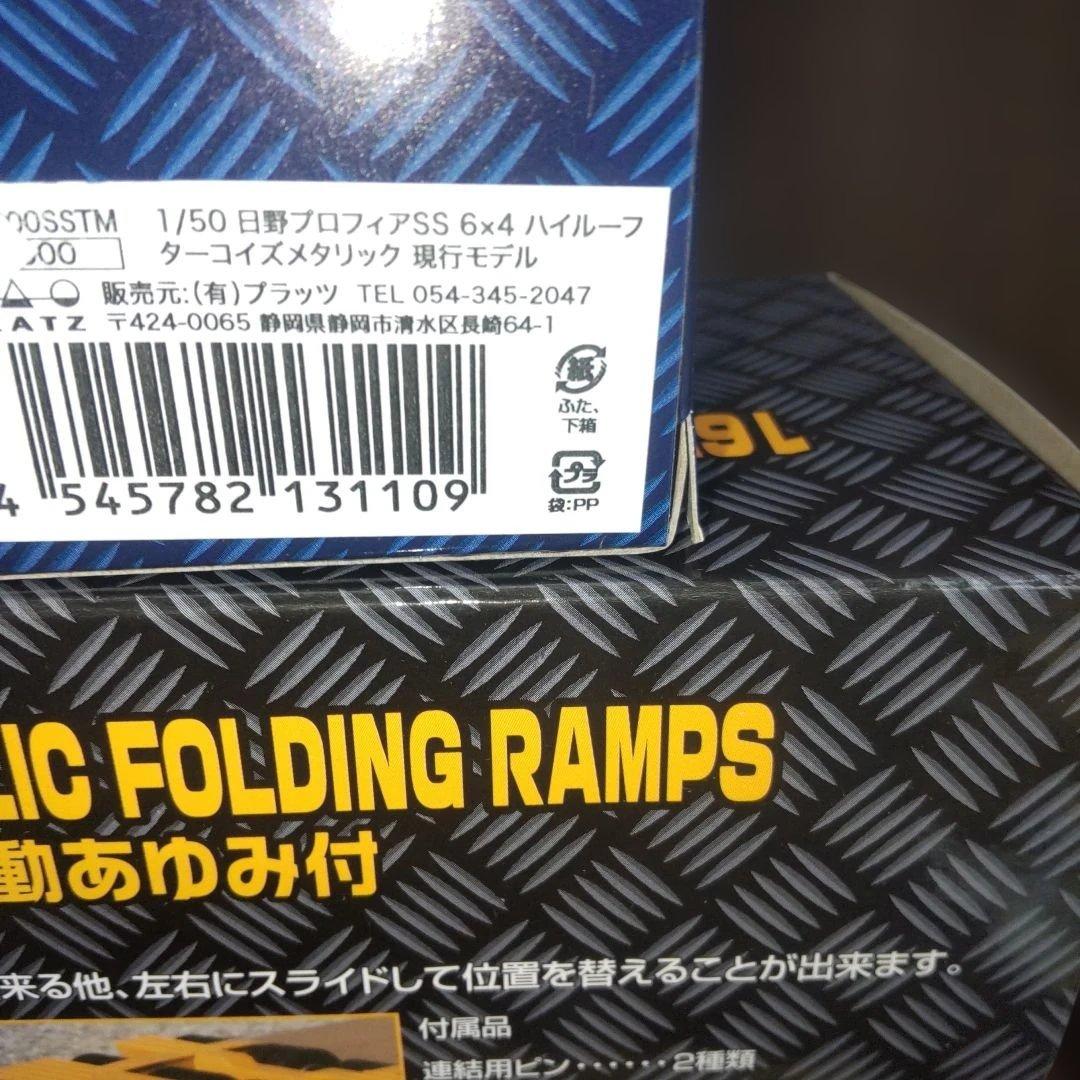 00SSTM 1/50 日野プロフィアSS 6×4 ハイルーフ
00 ターコイズメタリック 現行モデル
販売元:(有)プラッツ TEL 054-345-2047
ATZ 〒424-0065 静岡県静岡市清水区長崎64-1
紙
ふた、
下箱
プラ
袋:PP
4 545782 131109
16
LIC FOLDING RAMPS
動あゆみ付
来る他、左右にスライドして位置を替えることが出来ます。
付属品
連結用ピン・・・・・・2種類